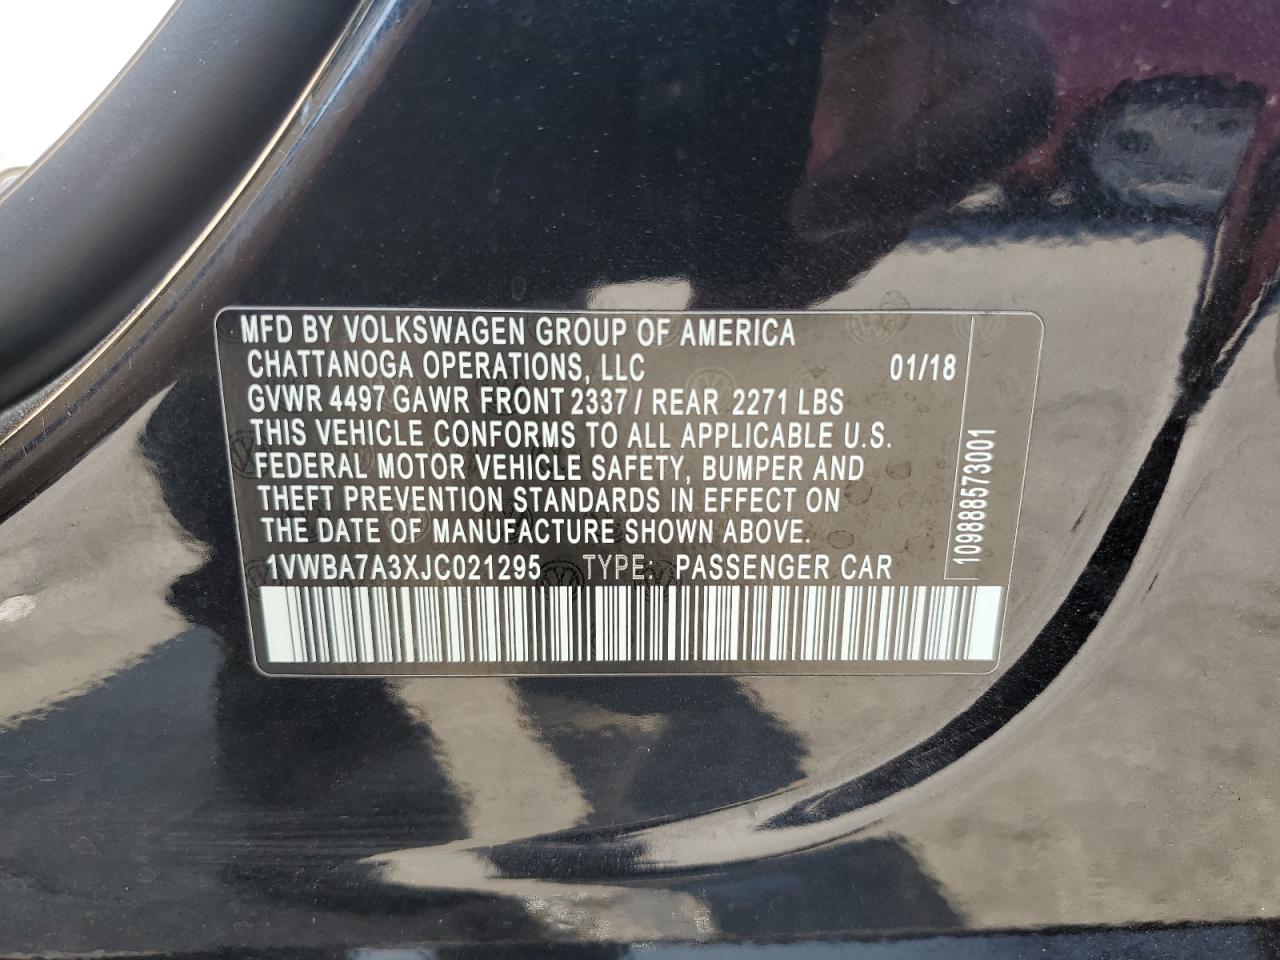 MFD BY VOLKSWAGEN GROUP OF AMERICA
CHATTANOGA OPERATIONS, LLC 01/18
GVWR 4497 GAWR FRONT 2337 / REAR 2271 LBS
THIS VEHICLE CONFORMS TO ALL APPLICABLE U.S.
FEDERAL MOTOR VEHICLE SAFETY, BUMPER AND
THEFT PREVENTION STANDARDS IN EFFECT ON
THE DATE OF MANUFACTURE SHOWN ABOVE.
1VWBA7A3XJC021295 TYPE: PASSENGER CAR
109888573001